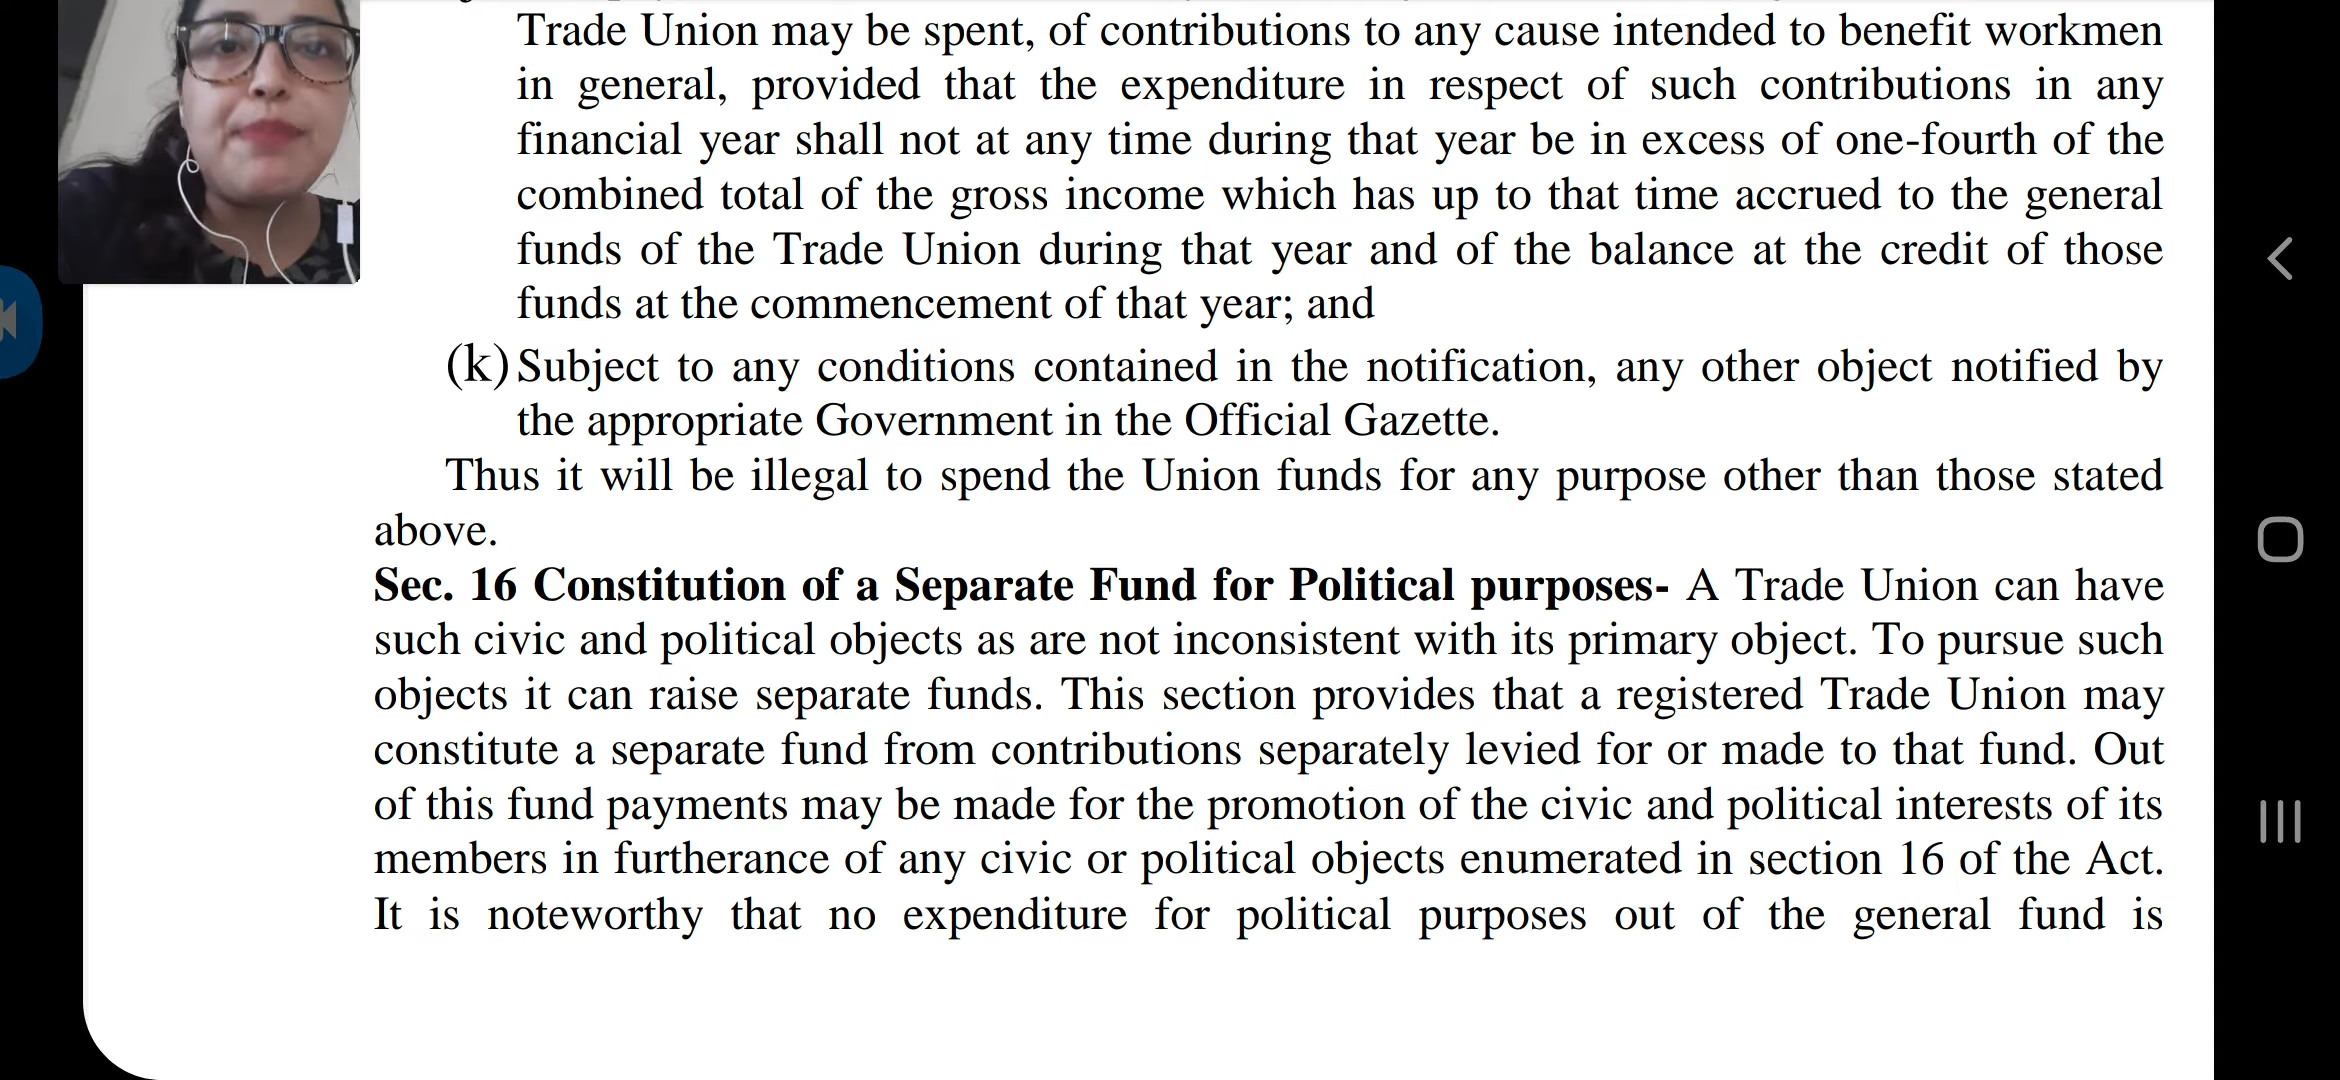 Trade Union may be spent, of contributions to any cause intended to benefit workmen
in general, provided that the expenditure in respect of such contributions in any
financial year shall not at any time during that year be in excess of one-fourth of the
combined total of the gross income which has up to that time accrued to the general
funds of the Trade Union during that year and of the balance at the credit of those
funds at the commencement of that year; and
(k) Subject to any conditions contained in the notification, any other object notified by
the appropriate Government in the Official Gazette.
Thus it will be illegal to spend the Union funds for any purpose other than those stated
above.
Sec. 16 Constitution of a Separate Fund for Political purposes- A Trade Union can have
such civic and political objects as are not inconsistent with its primary object. To pursue such
objects it can raise separate funds. This section provides that a registered Trade Union may
constitute a separate fund from contributions separately levied for or made to that fund. Out
of this fund payments may be made for the promotion of the civic and political interests of its
members in furtherance of any civic or political objects enumerated in section 16 of the Act.
It is noteworthy that no expenditure for political purposes out of the general fund is